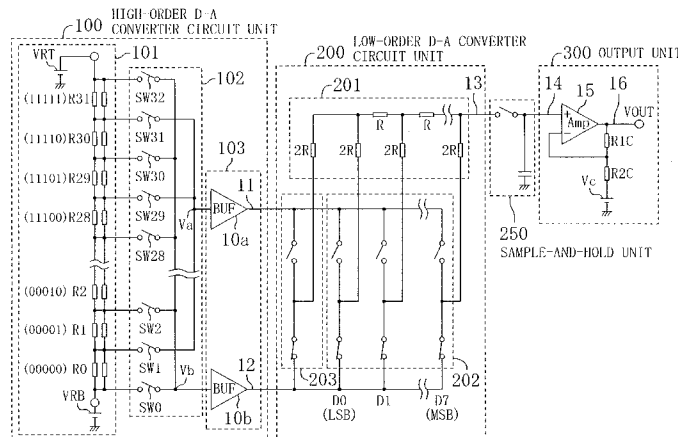 HIGH-ORDER D-A
CONVERTER CIRCUIT UNIT
100
101
VRT
102
103
LOW-ORDER D-A CONVERTER
CIRCUIT UNIT
200
201
300 OUTPUT UNIT
(11111)R31
(11110)R30
(11101)R29
(11100)R28
(00010) R2
(00001) R1
(00000) R0
VRB
SW32
SW31
SW30
SW29
SW28
SW2
SW1
SW0
Va
Vb
BUF
10a
11
BUF
10b
12
R
R
2R
2R
2R
2R
13
14
15
16
Amp
+
−
VOUT
R1C
R2C
Vc
250
SAMPLE-AND-HOLD UNIT
203
202
D0
(LSB)
D1
D7
(MSB)